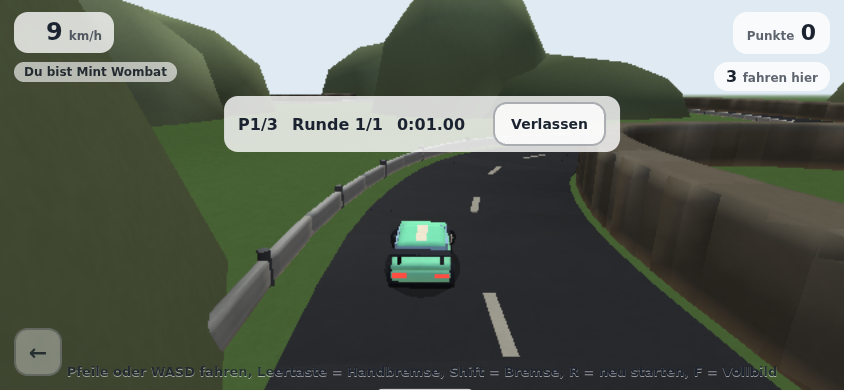 9 km/h
Punkte 0
Du bist Mint Wombat
3 fahren hier
P1/3 Runde 1/1 0:01.00 Verlassen
←
Pfeile oder WASD fahren, Leertaste = Handbremse, Shift = Bremse, R = neu starten, F = Vollbild